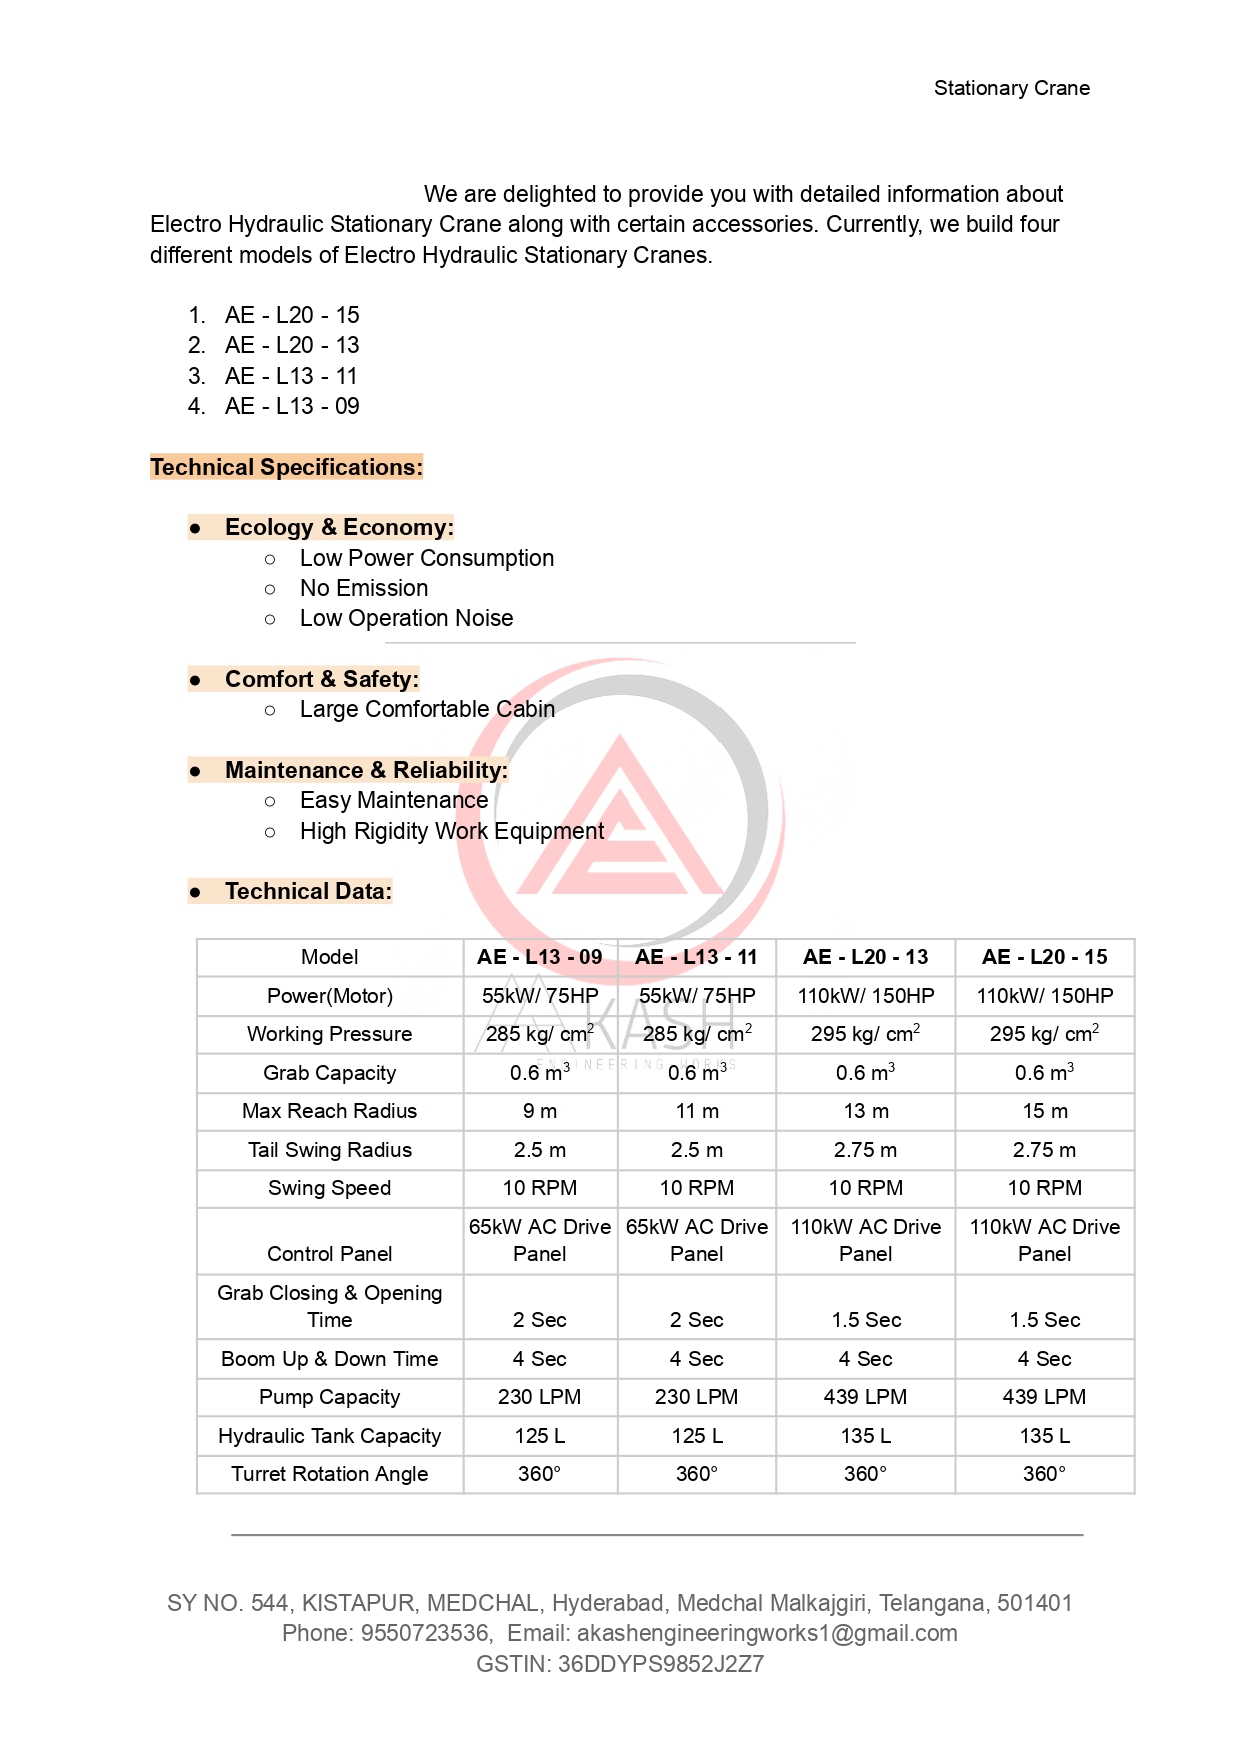 Stationary Crane
We are delighted to provide you with detailed information about
Electro Hydraulic Stationary Crane along with certain accessories. Currently, we build four
different models of Electro Hydraulic Stationary Cranes.
1. AE - L20 - 15
2. AE - L20 - 13
3. AE - L13 - 11
4. AE - L13 - 09
Technical Specifications:
● Ecology & Economy:
○ Low Power Consumption
○ No Emission
○ Low Operation Noise
● Comfort & Safety:
○ Large Comfortable Cabin
● Maintenance & Reliability:
○ Easy Maintenance
○ High Rigidity Work Equipment
● Technical Data:
Model AE - L13 - 09 AE - L13 - 11 AE - L20 - 13 AE - L20 - 15
Power(Motor) 55kW/ 75HP 55kW/ 75HP 110kW/ 150HP 110kW/ 150HP
AKASH
Working Pressure 285 kg/ cm² 285 kg/ cm² 295 kg/ cm² 295 kg/ cm²
ENGINEERING WORKS
Grab Capacity 0.6 m³ 0.6 m³ 0.6 m³ 0.6 m³
Max Reach Radius 9 m 11 m 13 m 15 m
Tail Swing Radius 2.5 m 2.5 m 2.75 m 2.75 m
Swing Speed 10 RPM 10 RPM 10 RPM 10 RPM
65kW AC Drive 65kW AC Drive 110kW AC Drive 110kW AC Drive
Control Panel Panel Panel Panel Panel
Grab Closing & Opening
Time 2 Sec 2 Sec 1.5 Sec 1.5 Sec
Boom Up & Down Time 4 Sec 4 Sec 4 Sec 4 Sec
Pump Capacity 230 LPM 230 LPM 439 LPM 439 LPM
Hydraulic Tank Capacity 125 L 125 L 135 L 135 L
Turret Rotation Angle 360° 360° 360° 360°
SY NO. 544, KISTAPUR, MEDCHAL, Hyderabad, Medchal Malkajgiri, Telangana, 501401
Phone: 9550723536, Email: akashengineeringworks1@gmail.com
GSTIN: 36DDYPS9852J2Z7